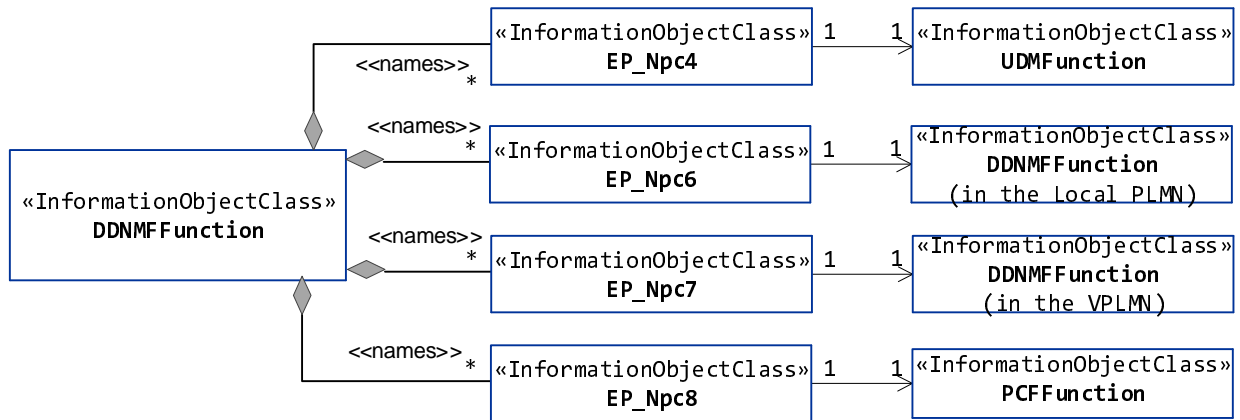 «InformationObjectClass»
EP_Npc4
1
1
«InformationObjectClass»
UDMFunction
<<names>>
*
<<names>>
*
«InformationObjectClass»
EP_Npc6
1
1
«InformationObjectClass»
DDNMFFunction
(in the Local PLMN)
«InformationObjectClass»
DDNMFFunction
<<names>>
*
«InformationObjectClass»
EP_Npc7
1
1
«InformationObjectClass»
DDNMFFunction
(in the VPLMN)
<<names>>
*
«InformationObjectClass»
EP_Npc8
1
1
«InformationObjectClass»
PCFFunction